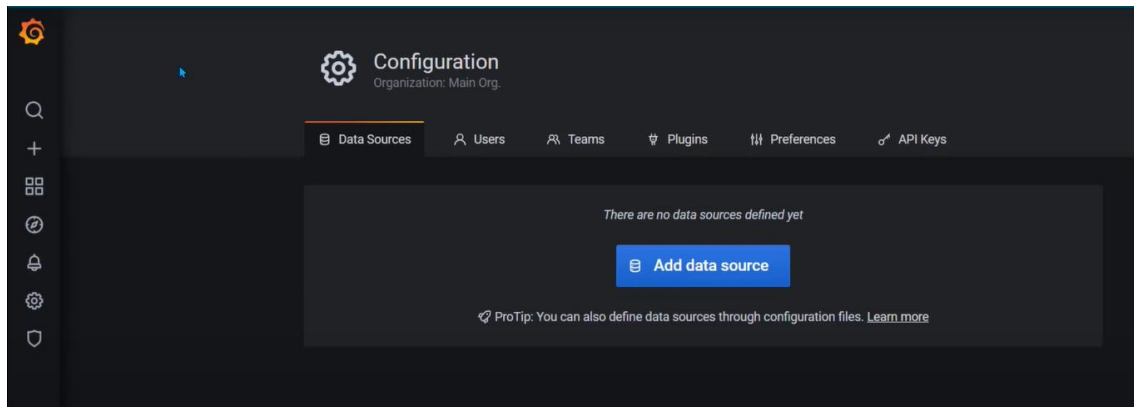 Configuration
Organization: Main Org.
Data Sources Users Teams Plugins Preferences API Keys
There are no data sources defined yet
Add data source
ProTip: You can also define data sources through configuration files. Learn more